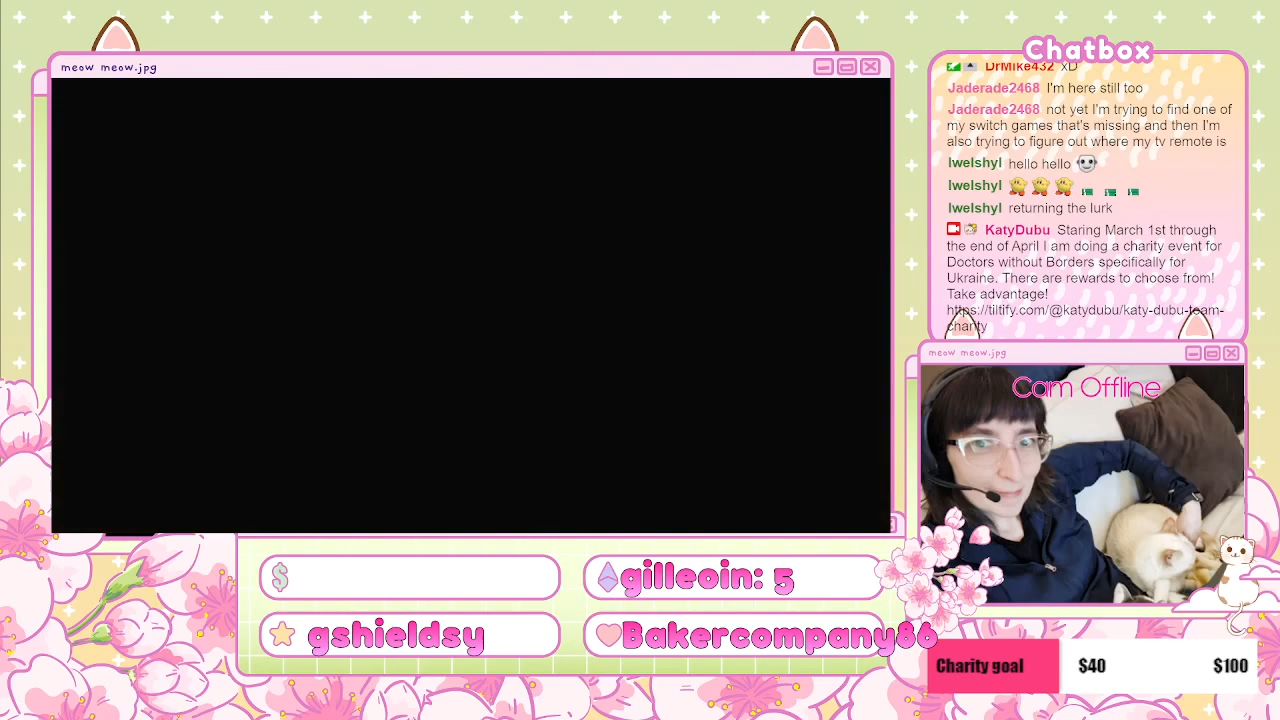 meow meow.jpg
Chatbox
DrMike432 xD
Jaderade2468 I'm here still too
Jaderade2468 not yet I'm trying to find one of
my switch games that's missing and then I'm
also trying to figure out where my tv remote is
lwelshyl hello hello
lwelshyl
lwelshyl returning the lurk
KatyDubu Staring March 1st through
the end of April I am doing a charity event for
Doctors without Borders specifically for
Ukraine. There are rewards to choose from!
Take advantage!
https://tiltify.com/@katydubu/katy-dubu-team-
charity
meow meow.jpg
Cam Offline
$
gilleoin: 5
gshieldsy
Bakercompany86
Charity goal $40 $100